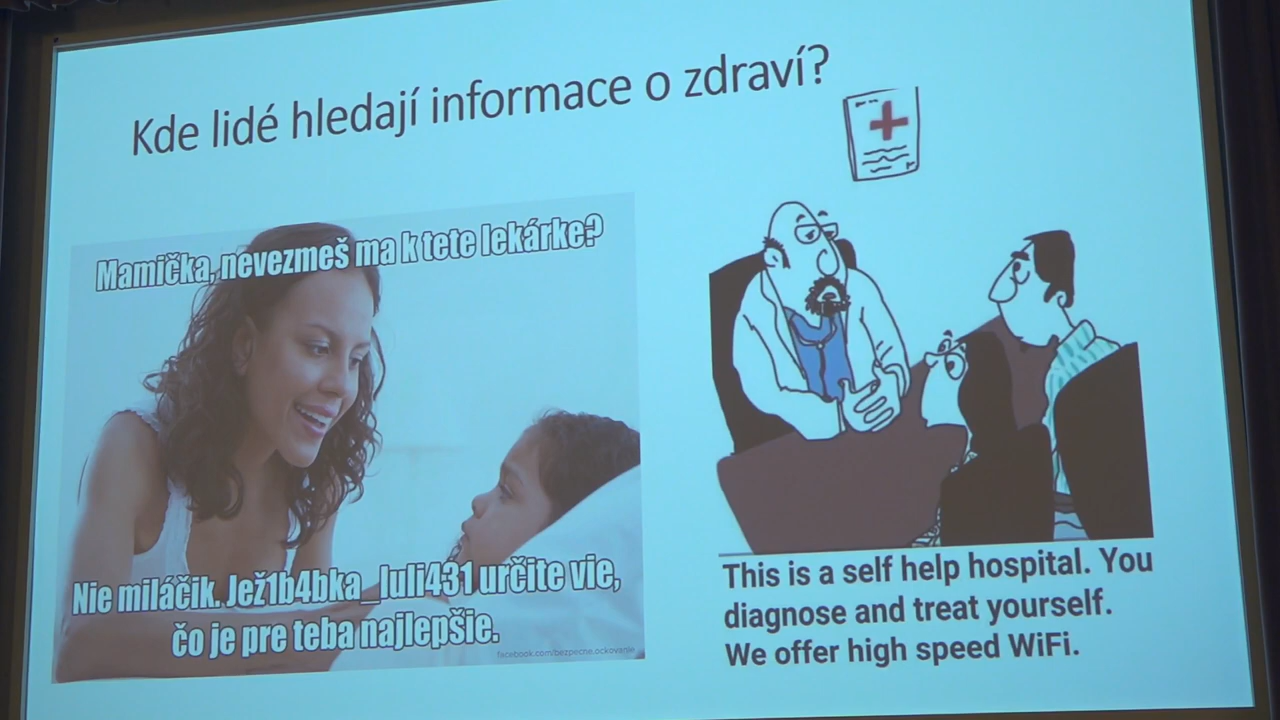 Kde lidé hledají informace o zdraví?
Mamička, nevezmeš ma k tete lekárke?
Nie miláčik. Jež1b4bka_luli431 určite vie,
čo je pre teba najlepšie.
facebook.com/bezpecne.ockovanie
This is a self help hospital. You
diagnose and treat yourself.
We offer high speed WiFi.